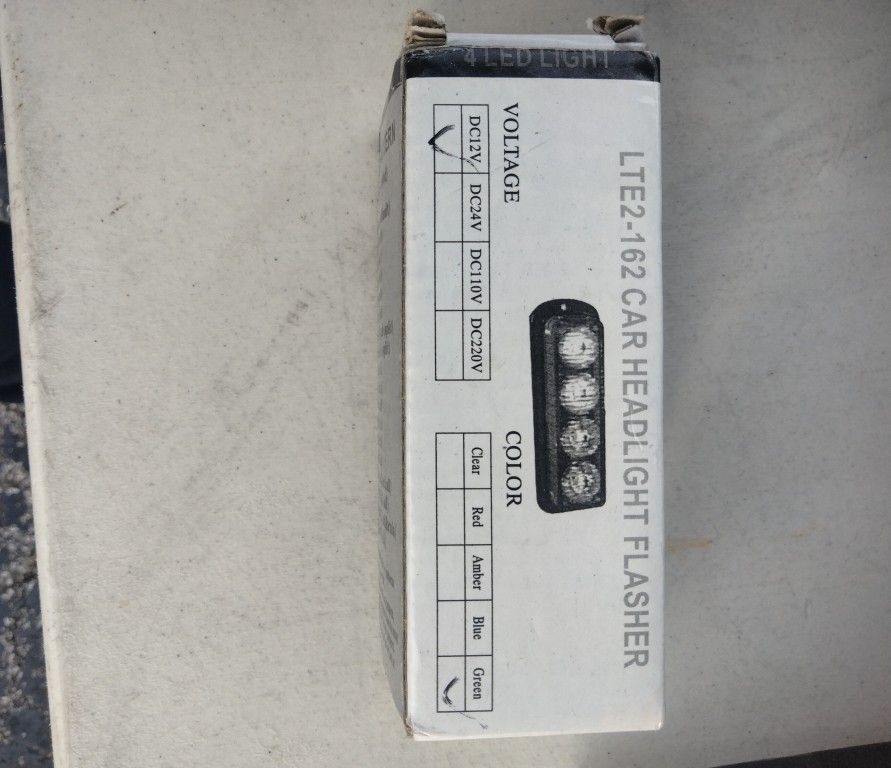 4 LED LIGHT
LTE2-162 CAR HEADLIGHT FLASHER
VOLTAGE
DC12V DC24V DC110V DC220V
COLOR
Clear Red Amber Blue Green